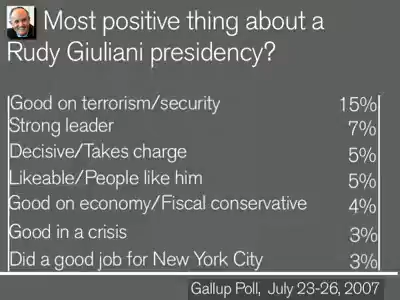 Most positive thing about a
Rudy Giuliani presidency?
Good on terrorism/security 15%
Strong leader 7%
Decisive/Takes charge 5%
Likeable/People like him 5%
Good on economy/Fiscal conservative 4%
Good in a crisis 3%
Did a good job for New York City 3%
Gallup Poll, July 23-26, 2007